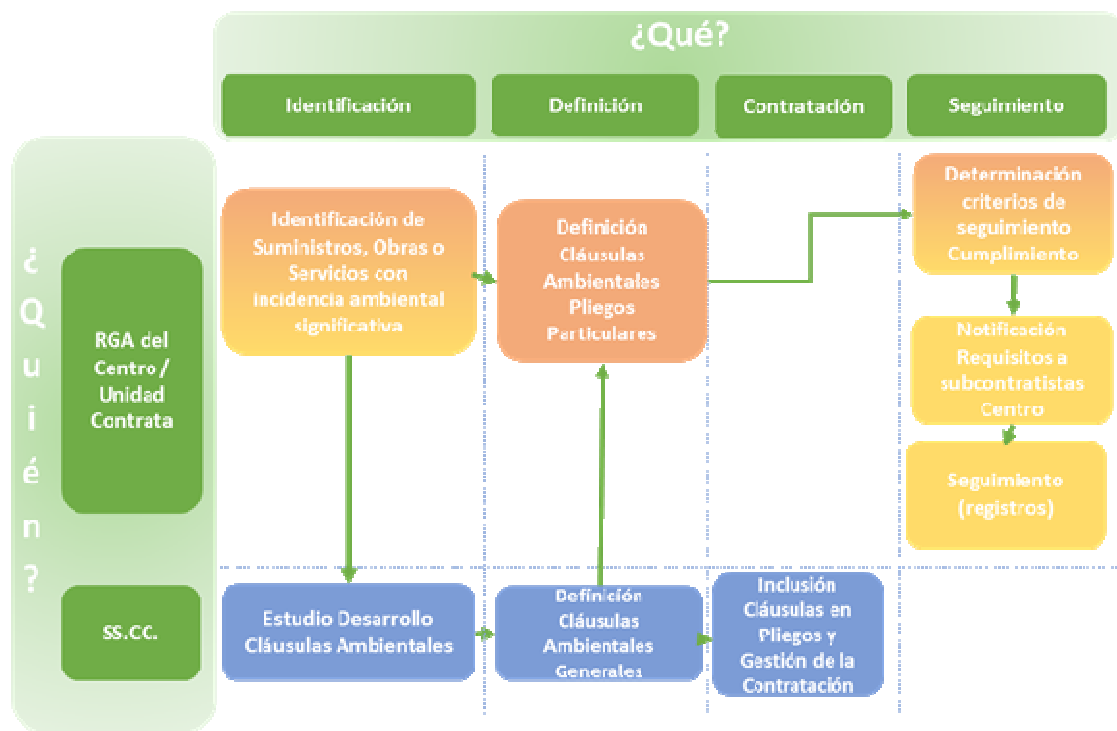 ¿Qué?
Identificación
Definición
Contratación
Seguimiento
¿Quién?
RGA del
Centro /
Unidad
Contrata
SS.CC.
Identificación de
Suministros, Obras o
Servicios con
incidencia ambiental
significativa
Definición
Cláusulas
Ambientales
Pliegos
Particulares
Determinación
criterios de
seguimiento
Cumplimiento
Notificación
Requisitos a
subcontratistas
Centro
Seguimiento
(registros)
Estudio Desarrollo
Cláusulas Ambientales
Definición
Cláusulas
Ambientales
Generales
Inclusión
Cláusulas en
Pliegos y
Gestión de la
Contratación